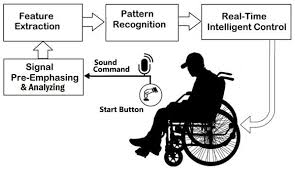 Feature
Extraction
Pattern
Recognition
Real-Time
Intelligent Control
Sound
Command
Signal
Pre-Emphasing
& Analyzing
Start Button